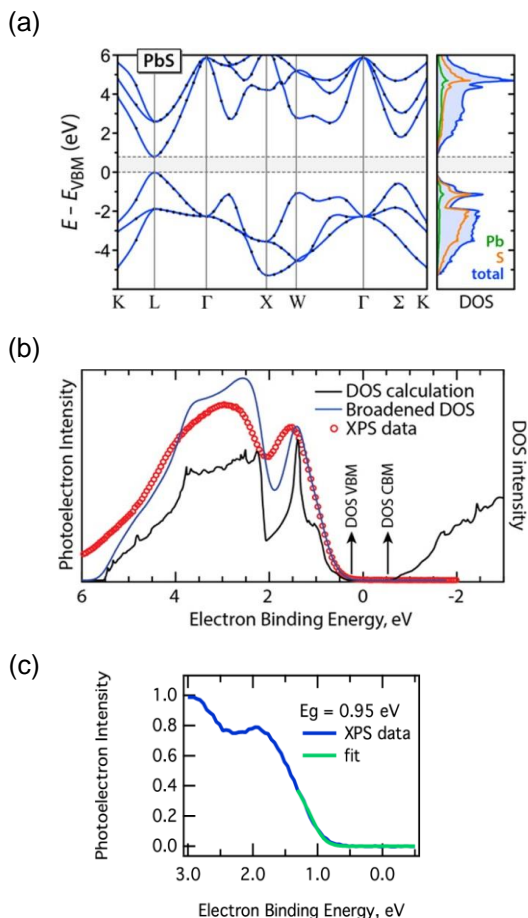 (a)
PbS
6
4
2
0
-2
-4
E − E_VBM (eV)
K L Γ X W Γ Σ K
Pb
S
total
DOS
(b)
Photoelectron Intensity
DOS calculation
Broadened DOS
XPS data
DOS VBM
DOS CBM
DOS intensity
6 4 2 0 -2
Electron Binding Energy, eV
(c)
Photoelectron Intensity
1.0
0.8
0.6
0.4
0.2
0.0
Eg = 0.95 eV
XPS data
fit
3.0 2.0 1.0 0.0
Electron Binding Energy, eV